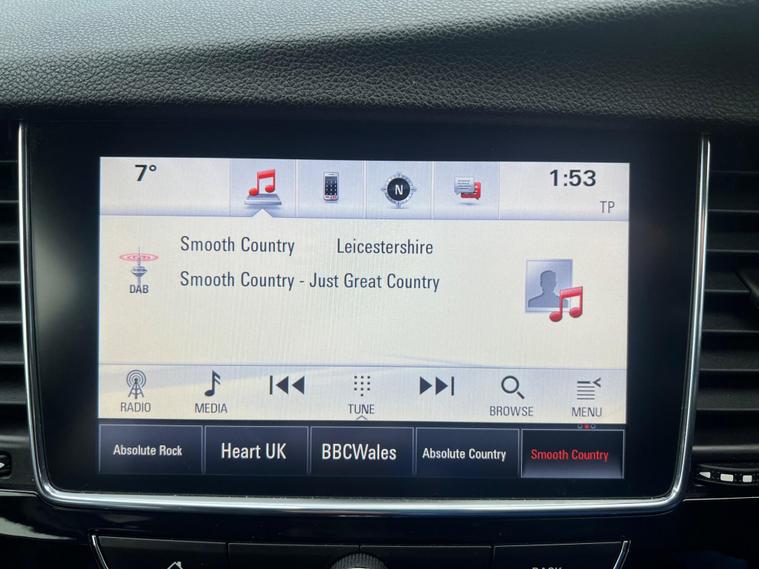 7° 1:53
N
TP
Smooth Country Leicestershire
Smooth Country - Just Great Country
DAB
RADIO MEDIA TUNE BROWSE MENU
Absolute Rock Heart UK BBCWales Absolute Country Smooth Country